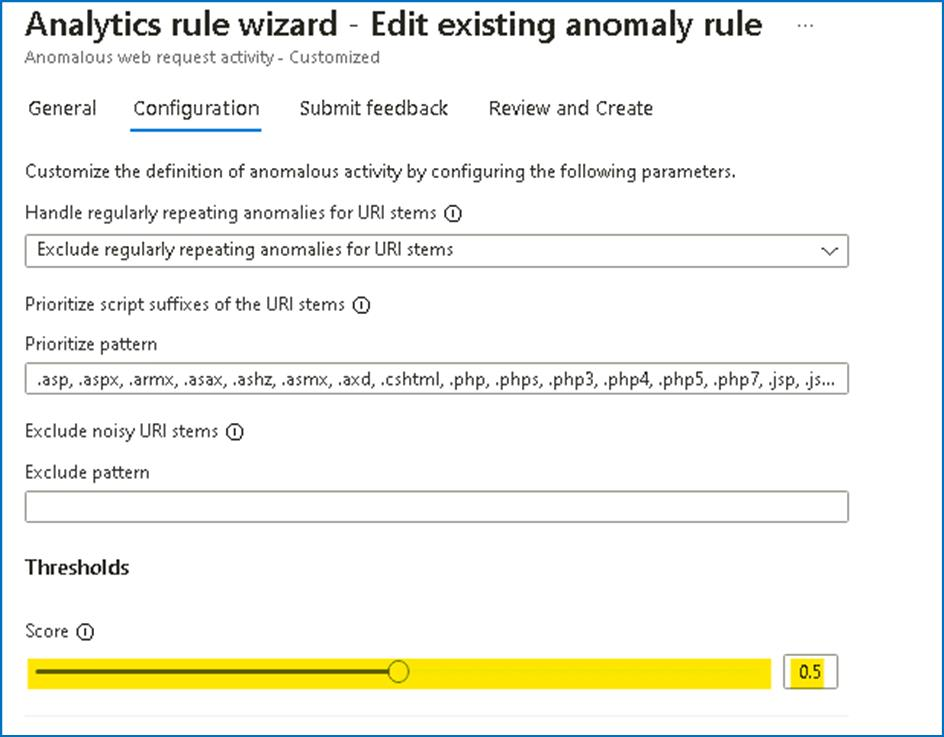 Analytics rule wizard - Edit existing anomaly rule ...
Anomalous web request activity - Customized
General Configuration Submit feedback Review and Create
Customize the definition of anomalous activity by configuring the following parameters.
Handle regularly repeating anomalies for URI stems
Exclude regularly repeating anomalies for URI stems
Prioritize script suffixes of the URI stems
Prioritize pattern
.asp, .aspx, .armx, .asax, .ashz, .asmx, .axd, .cshtml, .php, .phps, .php3, .php4, .php5, .php7, .jsp, .js...
Exclude noisy URI stems
Exclude pattern
Thresholds
Score
0.5